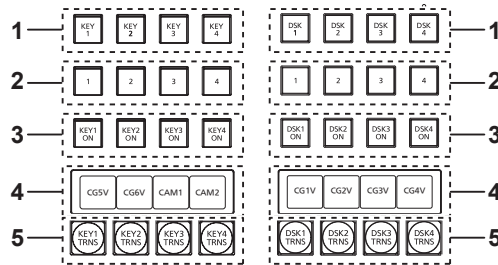 1 KEY 1 KEY 2 KEY 3 KEY 4 DSK 1 DSK 2 DSK 3 DSK 4 1
2 1 2 3 4 1 2 3 4 2
3 KEY1 ON KEY2 ON KEY3 ON KEY4 ON DSK1 ON DSK2 ON DSK3 ON DSK4 ON 3
4 CG5V CG6V CAM1 CAM2 CG1V CG2V CG3V CG4V 4
5 KEY1 TRNS KEY2 TRNS KEY3 TRNS KEY4 TRNS DSK1 TRNS DSK2 TRNS DSK3 TRNS DSK4 TRNS 5